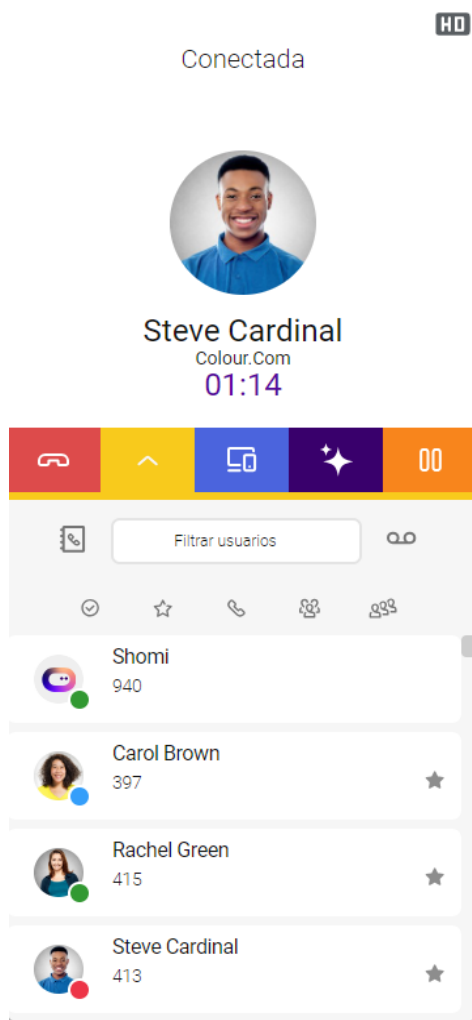 HD
Conectada
Steve Cardinal
Colour.Com
01:14
Filtrar usuarios
Shomi
940
Carol Brown
397
Rachel Green
415
Steve Cardinal
413